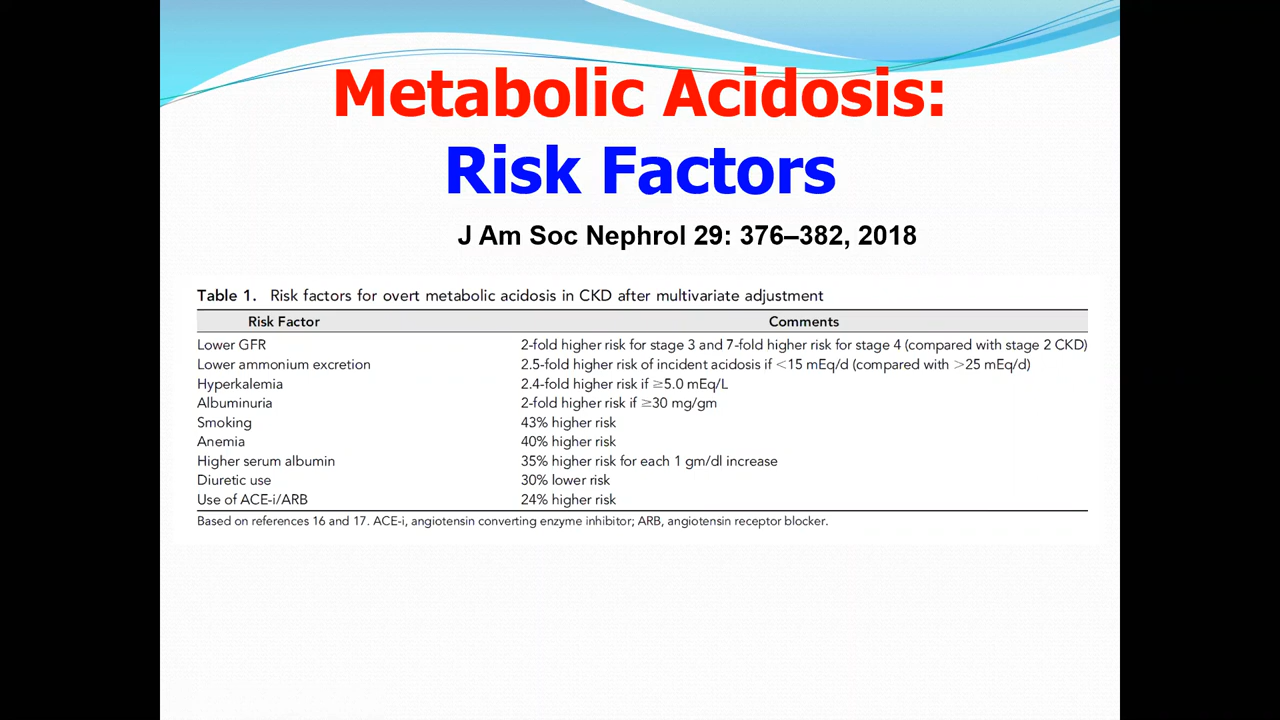 Metabolic Acidosis:
Risk Factors
J Am Soc Nephrol 29: 376–382, 2018
Table 1. Risk factors for overt metabolic acidosis in CKD after multivariate adjustment
Risk Factor Comments
Lower GFR 2-fold higher risk for stage 3 and 7-fold higher risk for stage 4 (compared with stage 2 CKD)
Lower ammonium excretion 2.5-fold higher risk of incident acidosis if <15 mEq/d (compared with >25 mEq/d)
Hyperkalemia 2.4-fold higher risk if ≥5.0 mEq/L
Albuminuria 2-fold higher risk if ≥30 mg/gm
Smoking 43% higher risk
Anemia 40% higher risk
Higher serum albumin 35% higher risk for each 1 gm/dl increase
Diuretic use 30% lower risk
Use of ACE-i/ARB 24% higher risk
Based on references 16 and 17. ACE-i, angiotensin converting enzyme inhibitor; ARB, angiotensin receptor blocker.